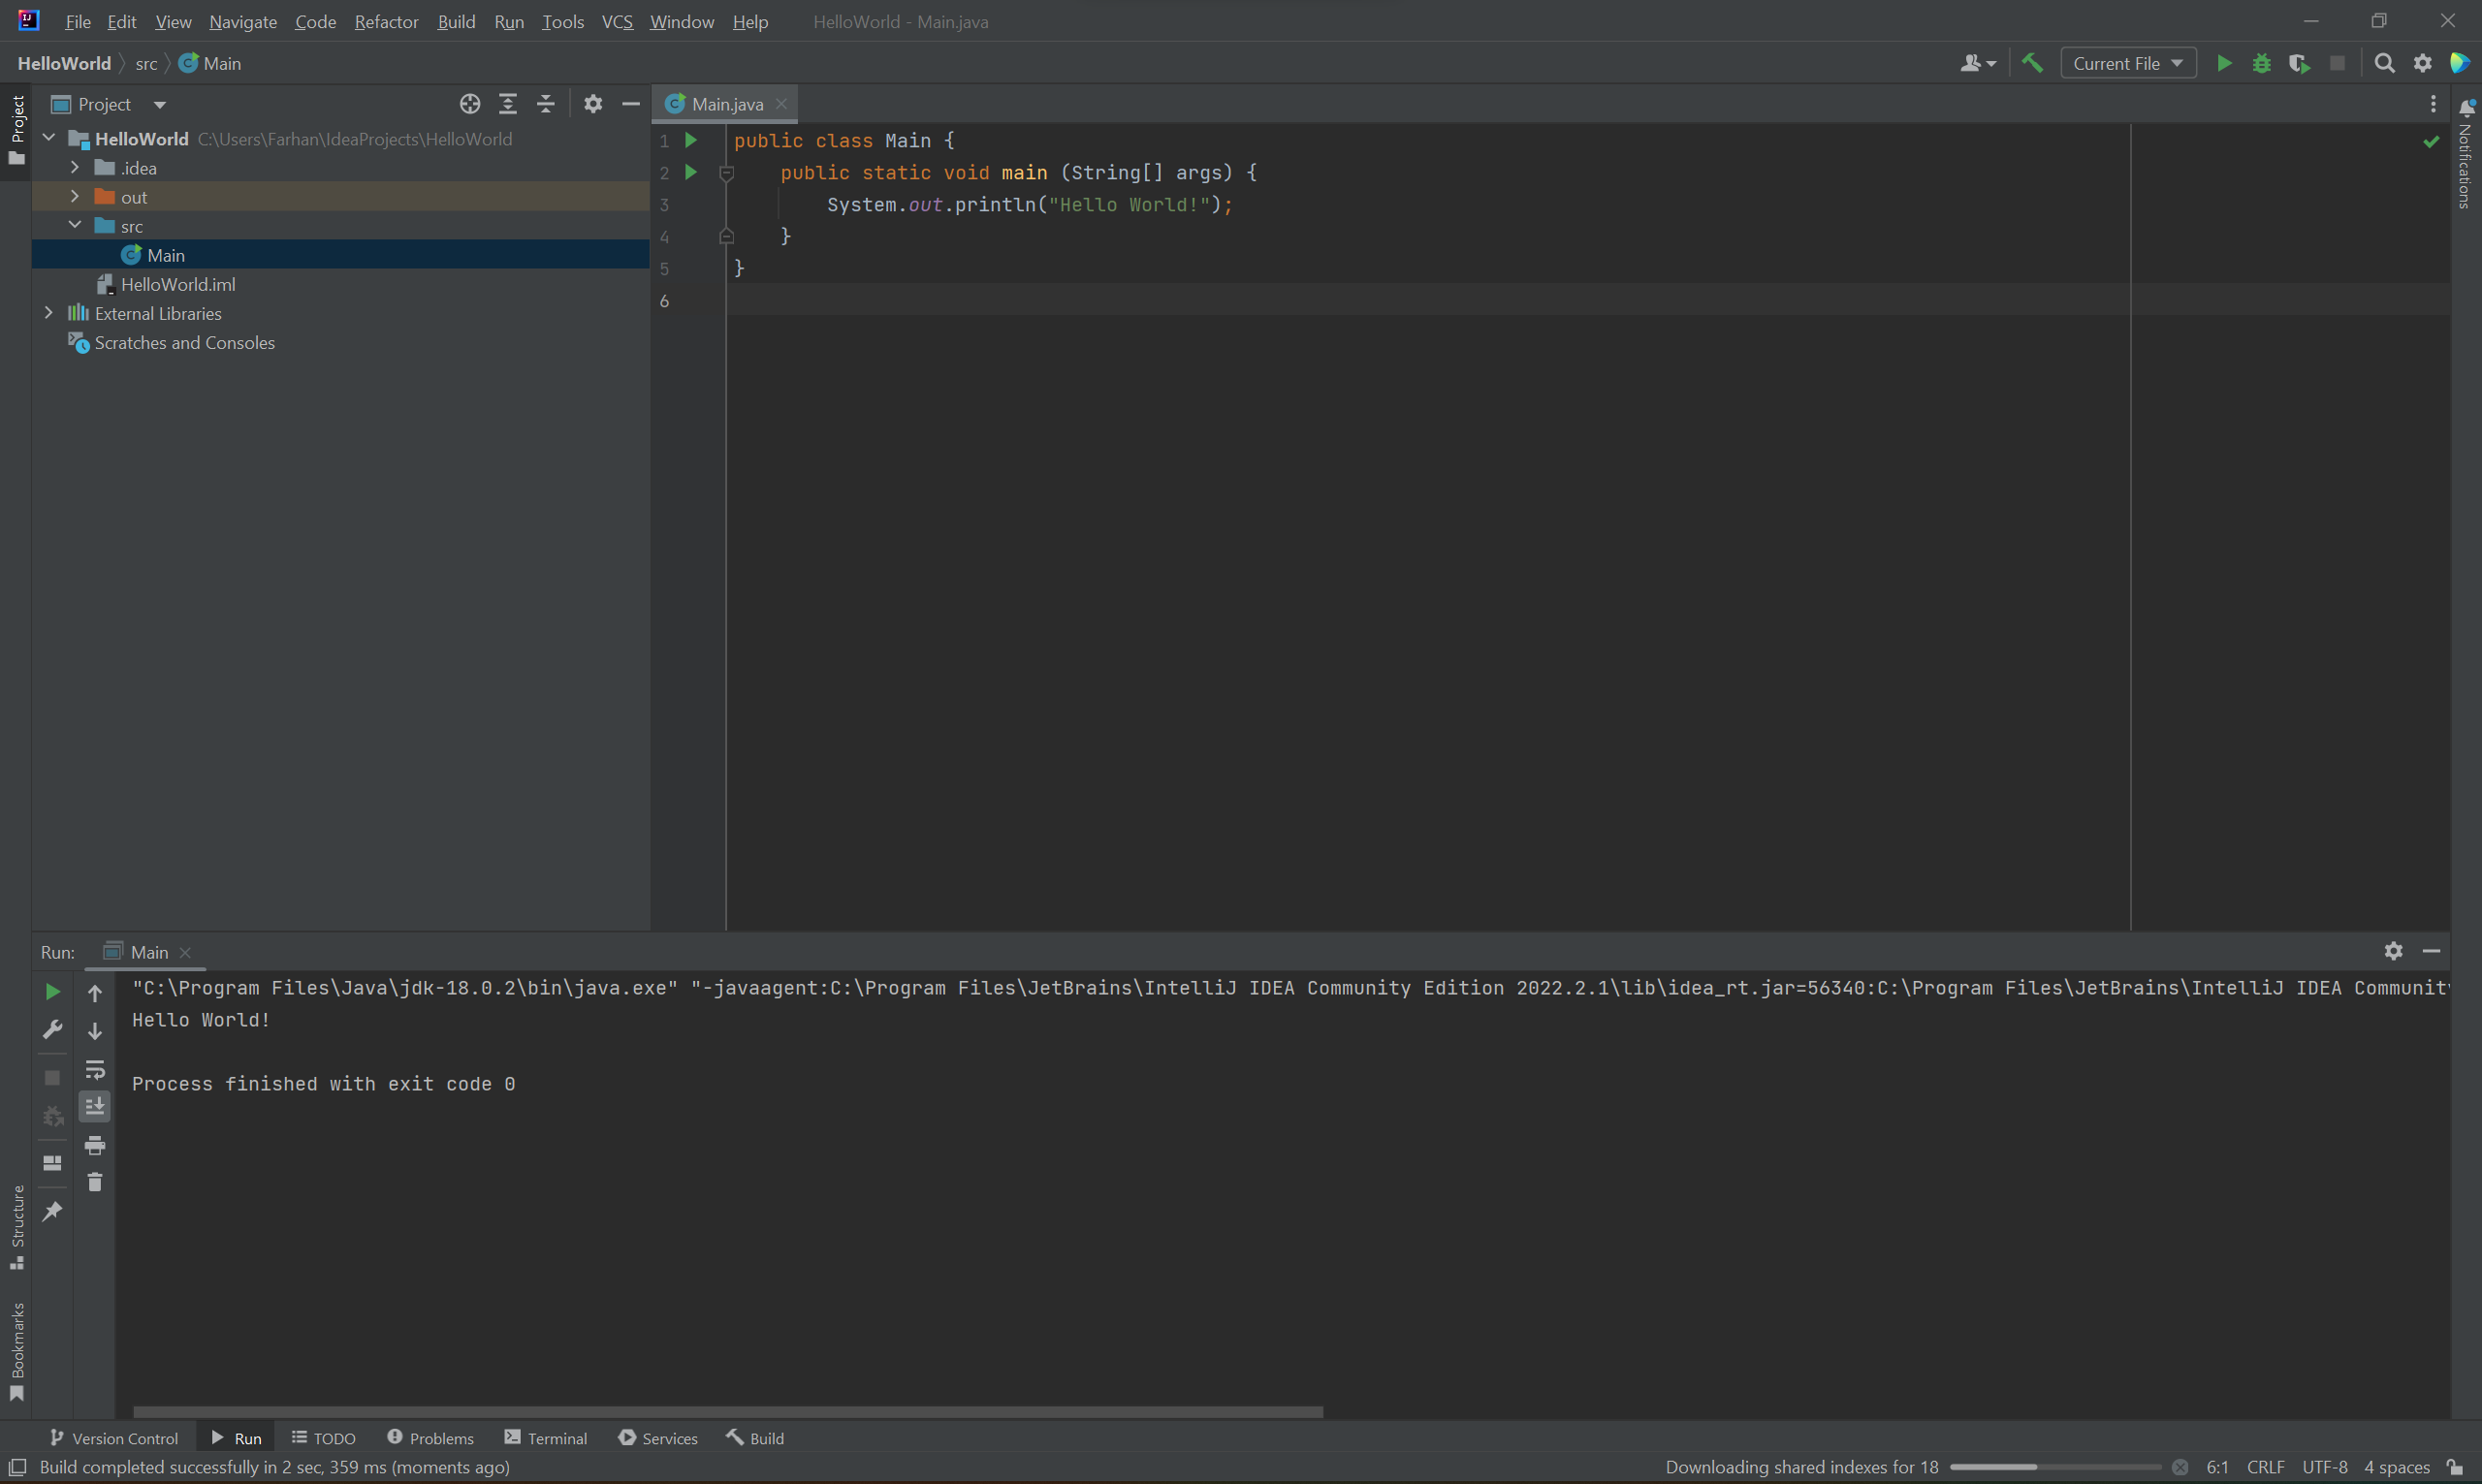 File Edit View Navigate Code Refactor Build Run Tools VCS Window Help HelloWorld - Main.java
HelloWorld src Main
Current File
Project
Project
Main.java
Notifications
HelloWorld C:\Users\Farhan\IdeaProjects\HelloWorld
.idea
out
src
Main
HelloWorld.iml
External Libraries
Scratches and Consoles
1 public class Main {
2 public static void main (String[] args) {
3 System.out.println("Hello World!");
4 }
5 }
6
Run: Main
"C:\Program Files\Java\jdk-18.0.2\bin\java.exe" "-javaagent:C:\Program Files\JetBrains\IntelliJ IDEA Community Edition 2022.2.1\lib\idea_rt.jar=56340:C:\Program Files\JetBrains\IntelliJ IDEA Communit
Hello World!
Process finished with exit code 0
Structure
Bookmarks
Version Control Run TODO Problems Terminal Services Build
Build completed successfully in 2 sec, 359 ms (moments ago) Downloading shared indexes for 18 6:1 CRLF UTF-8 4 spaces